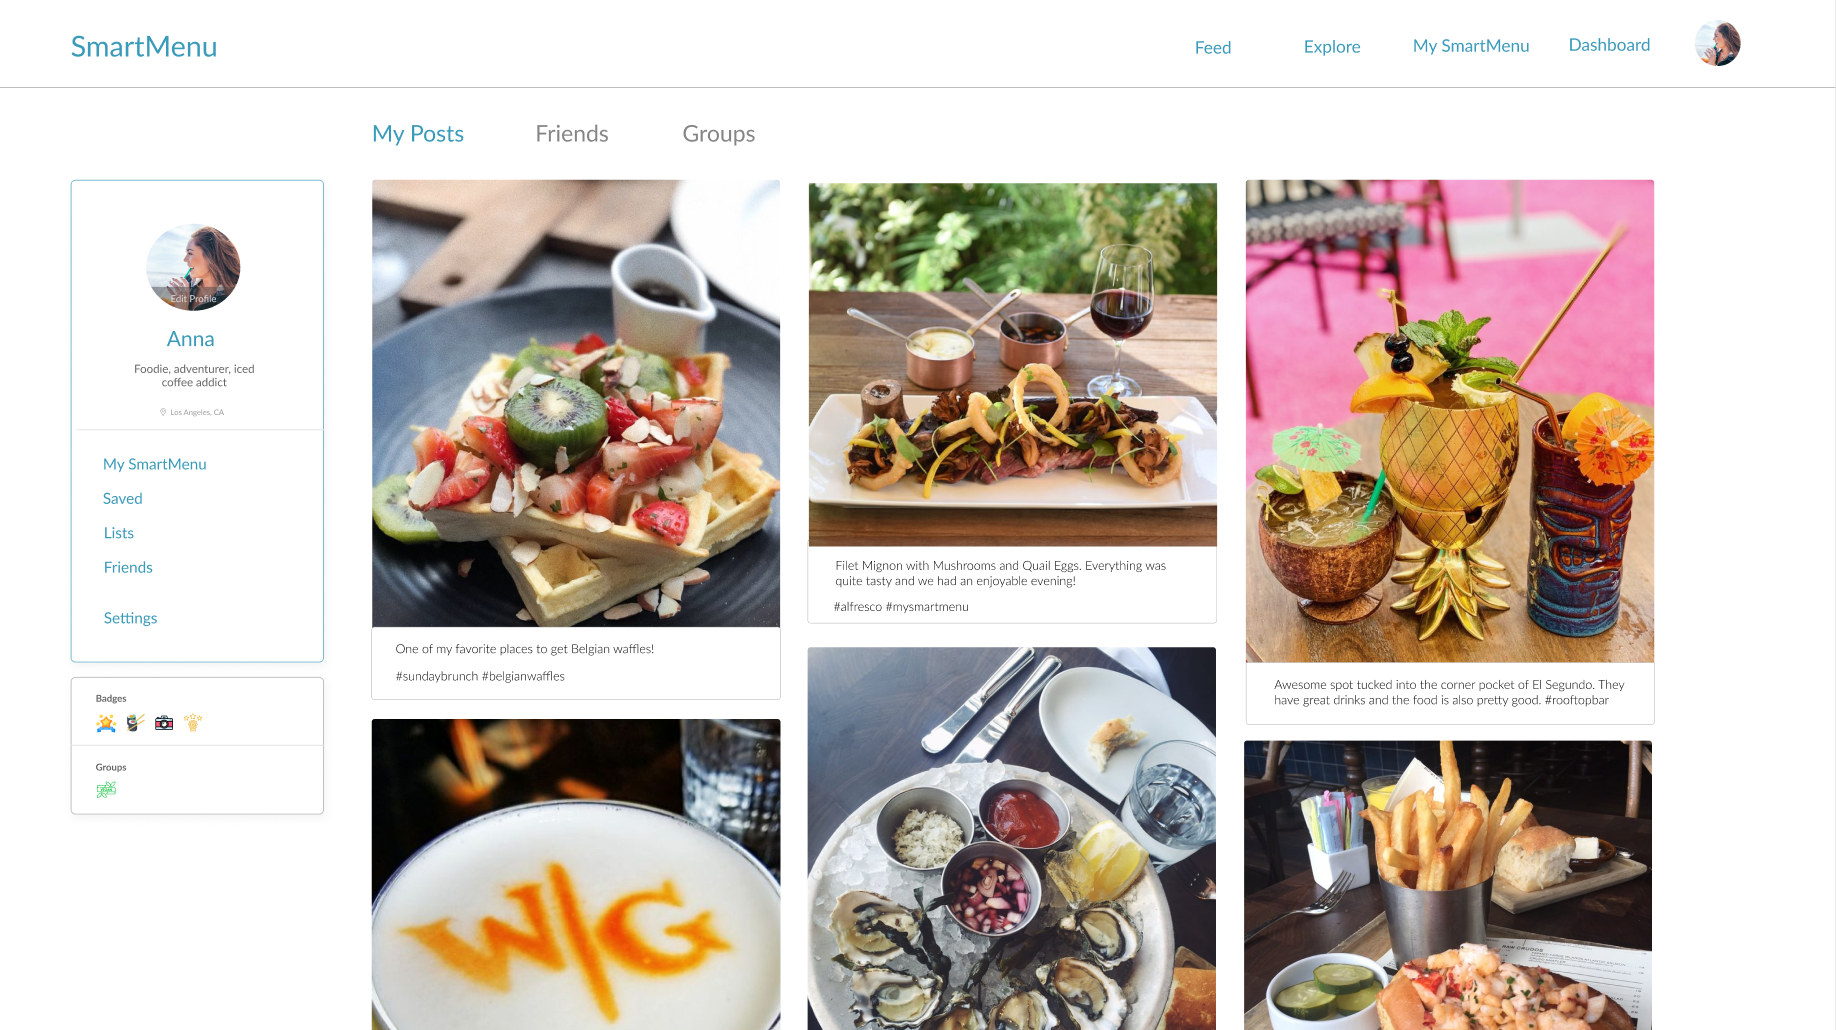 SmartMenu
Feed
Explore
My SmartMenu
Dashboard
My Posts
Friends
Groups
Edit Profile
Anna
Foodie, adventurer, iced
coffee addict
Los Angeles, CA
My SmartMenu
Saved
Lists
Friends
Settings
Badges
Groups
One of my favorite places to get Belgian waffles!
#sundaybrunch #belgianwaffles
Filet Mignon with Mushrooms and Quail Eggs. Everything was
quite tasty and we had an enjoyable evening!
#alfresco #mysmartmenu
Awesome spot tucked into the corner pocket of El Segundo. They
have great drinks and the food is also pretty good. #rooftopbar
W|G
RAW CRUDOS